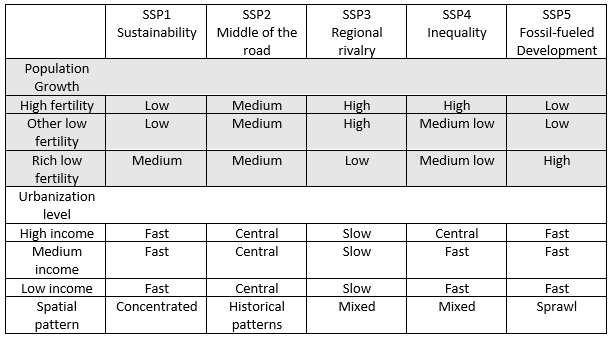 SSP1 Sustainability SSP2 Middle of the road SSP3 Regional rivalry SSP4 Inequality SSP5 Fossil-fueled Development
Population Growth
High fertility Low Medium High High Low
Other low fertility Low Medium High Medium low Low
Rich low fertility Medium Medium Low Medium low High
Urbanization level
High income Fast Central Slow Central Fast
Medium income Fast Central Slow Fast Fast
Low income Fast Central Slow Fast Fast
Spatial pattern Concentrated Historical patterns Mixed Mixed Sprawl